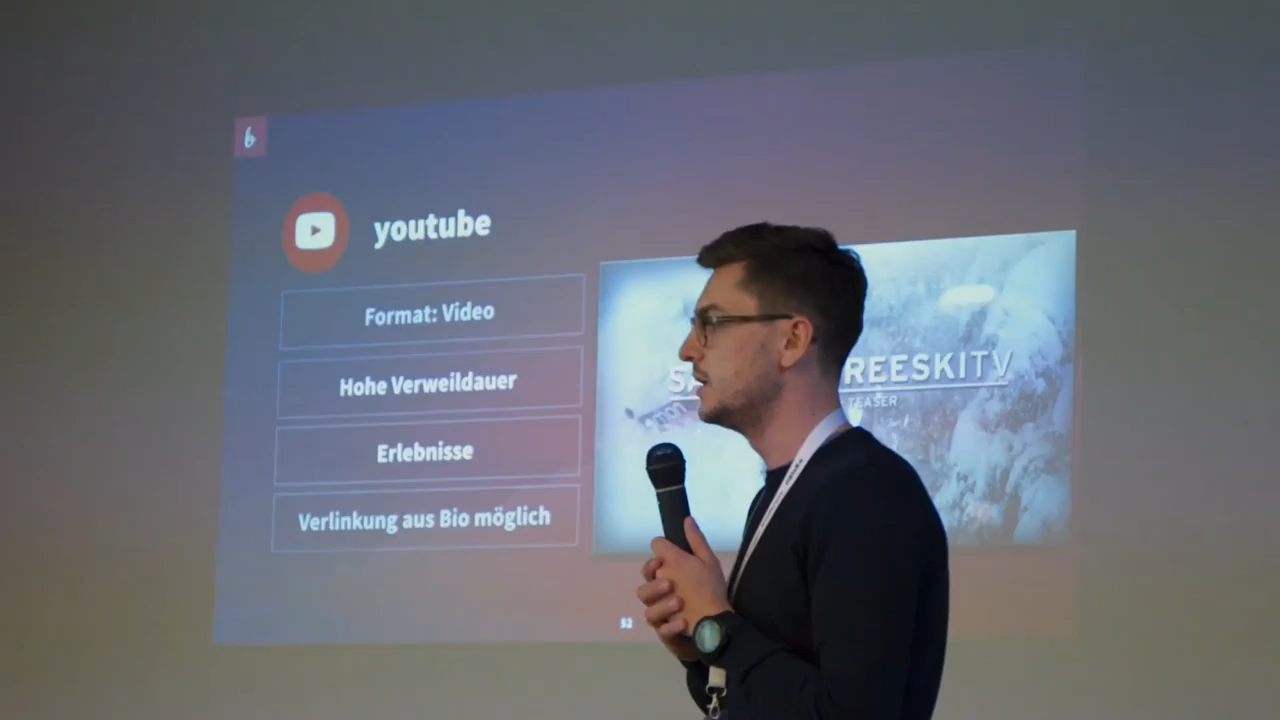 youtube
Format: Video
Hohe Verweildauer
Erlebnisse
Verlinkung aus Bio möglich
REESKITV
TEASER
52